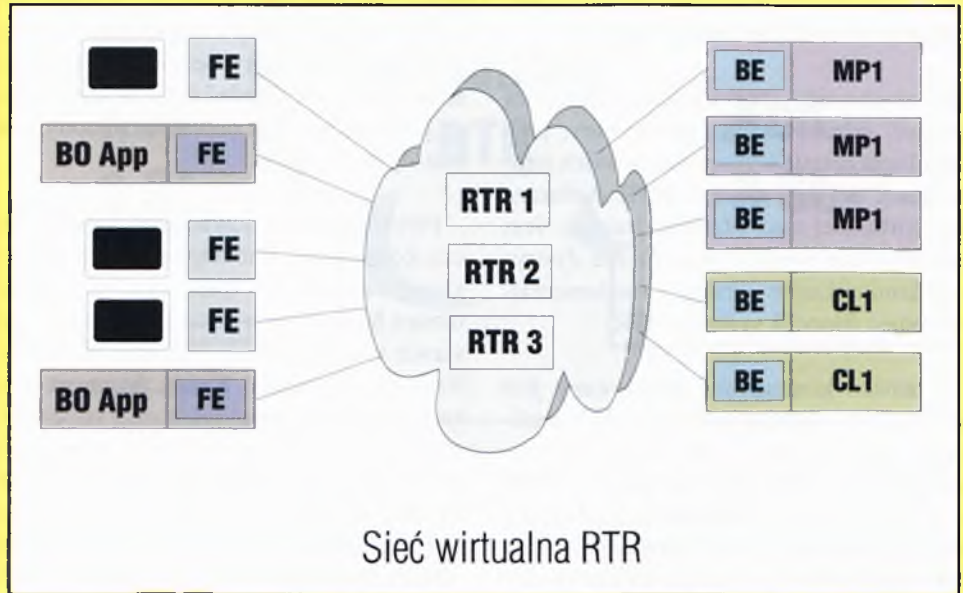 FE
BO App FE
FE
FE
BO App FE
RTR 1
RTR 2
RTR 3
BE MP1
BE MP1
BE MP1
BE CL1
BE CL1
Sieć wirtualna RTR